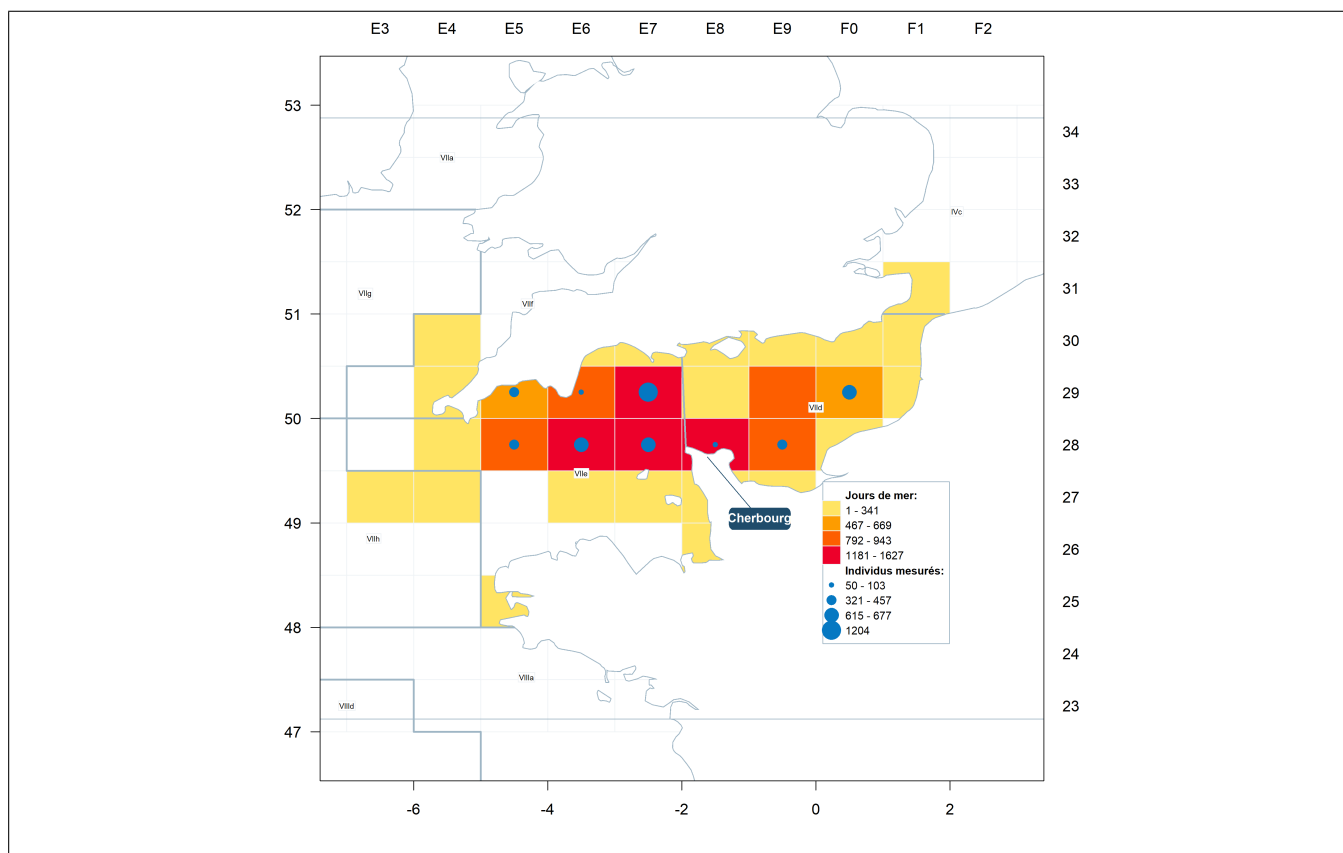 E3 E4 E5 E6 E7 E8 E9 F0 F1 F2
53
34
VIIa
33
52
IVc
32
VIIg
31
VIIf
51
30
29
VIId
50
28
VIIe
27
Cherbourg
49
VIIh
26
25
48
24
VIIIa
VIIId
23
47
Jours de mer:
1 - 341
467 - 669
792 - 943
1181 - 1627
Individus mesurés:
50 - 103
321 - 457
615 - 677
1204
-6 -4 -2 0 2